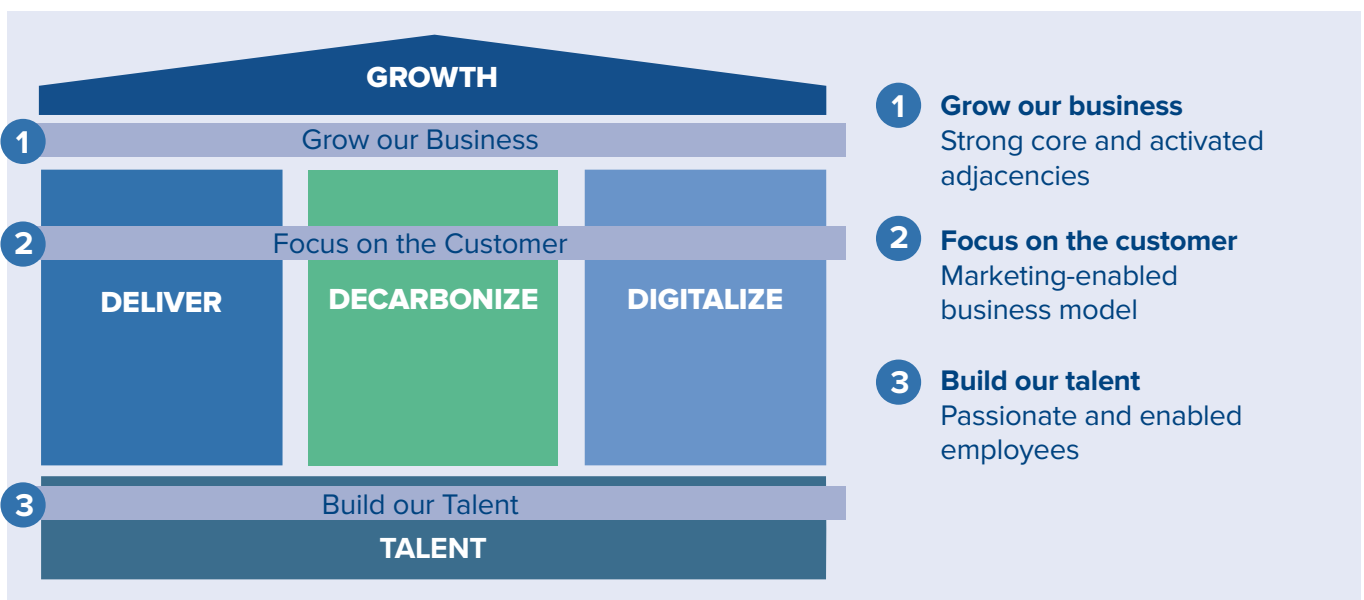 GROWTH
1
Grow our Business
2
Focus on the Customer
DELIVER
DECARBONIZE
DIGITALIZE
3
Build our Talent
TALENT
1
Grow our business
Strong core and activated
adjacencies
2
Focus on the customer
Marketing-enabled
business model
3
Build our talent
Passionate and enabled
employees